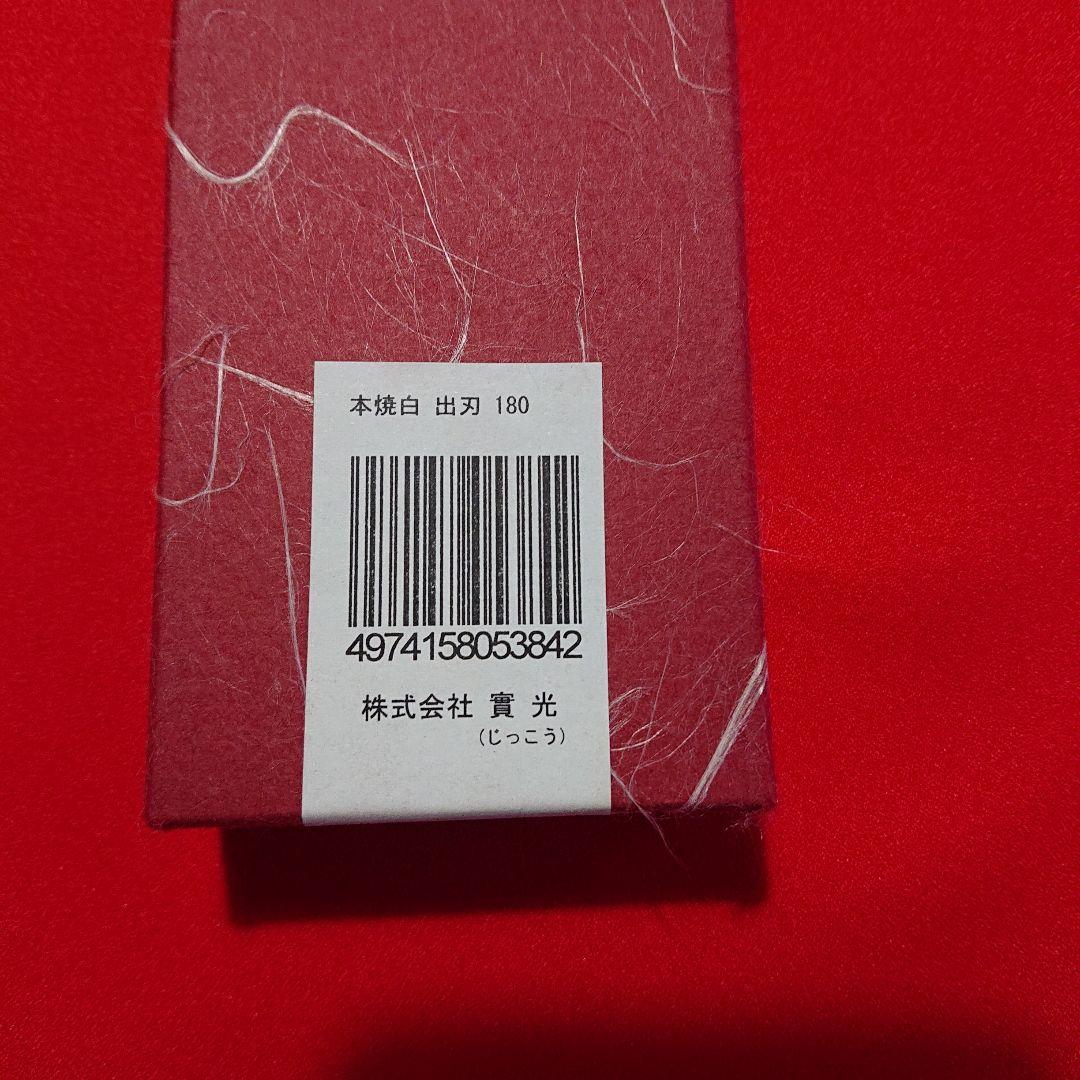 本焼白 出刃 180
4974158053842
株式会社 實 光
(じっこう)